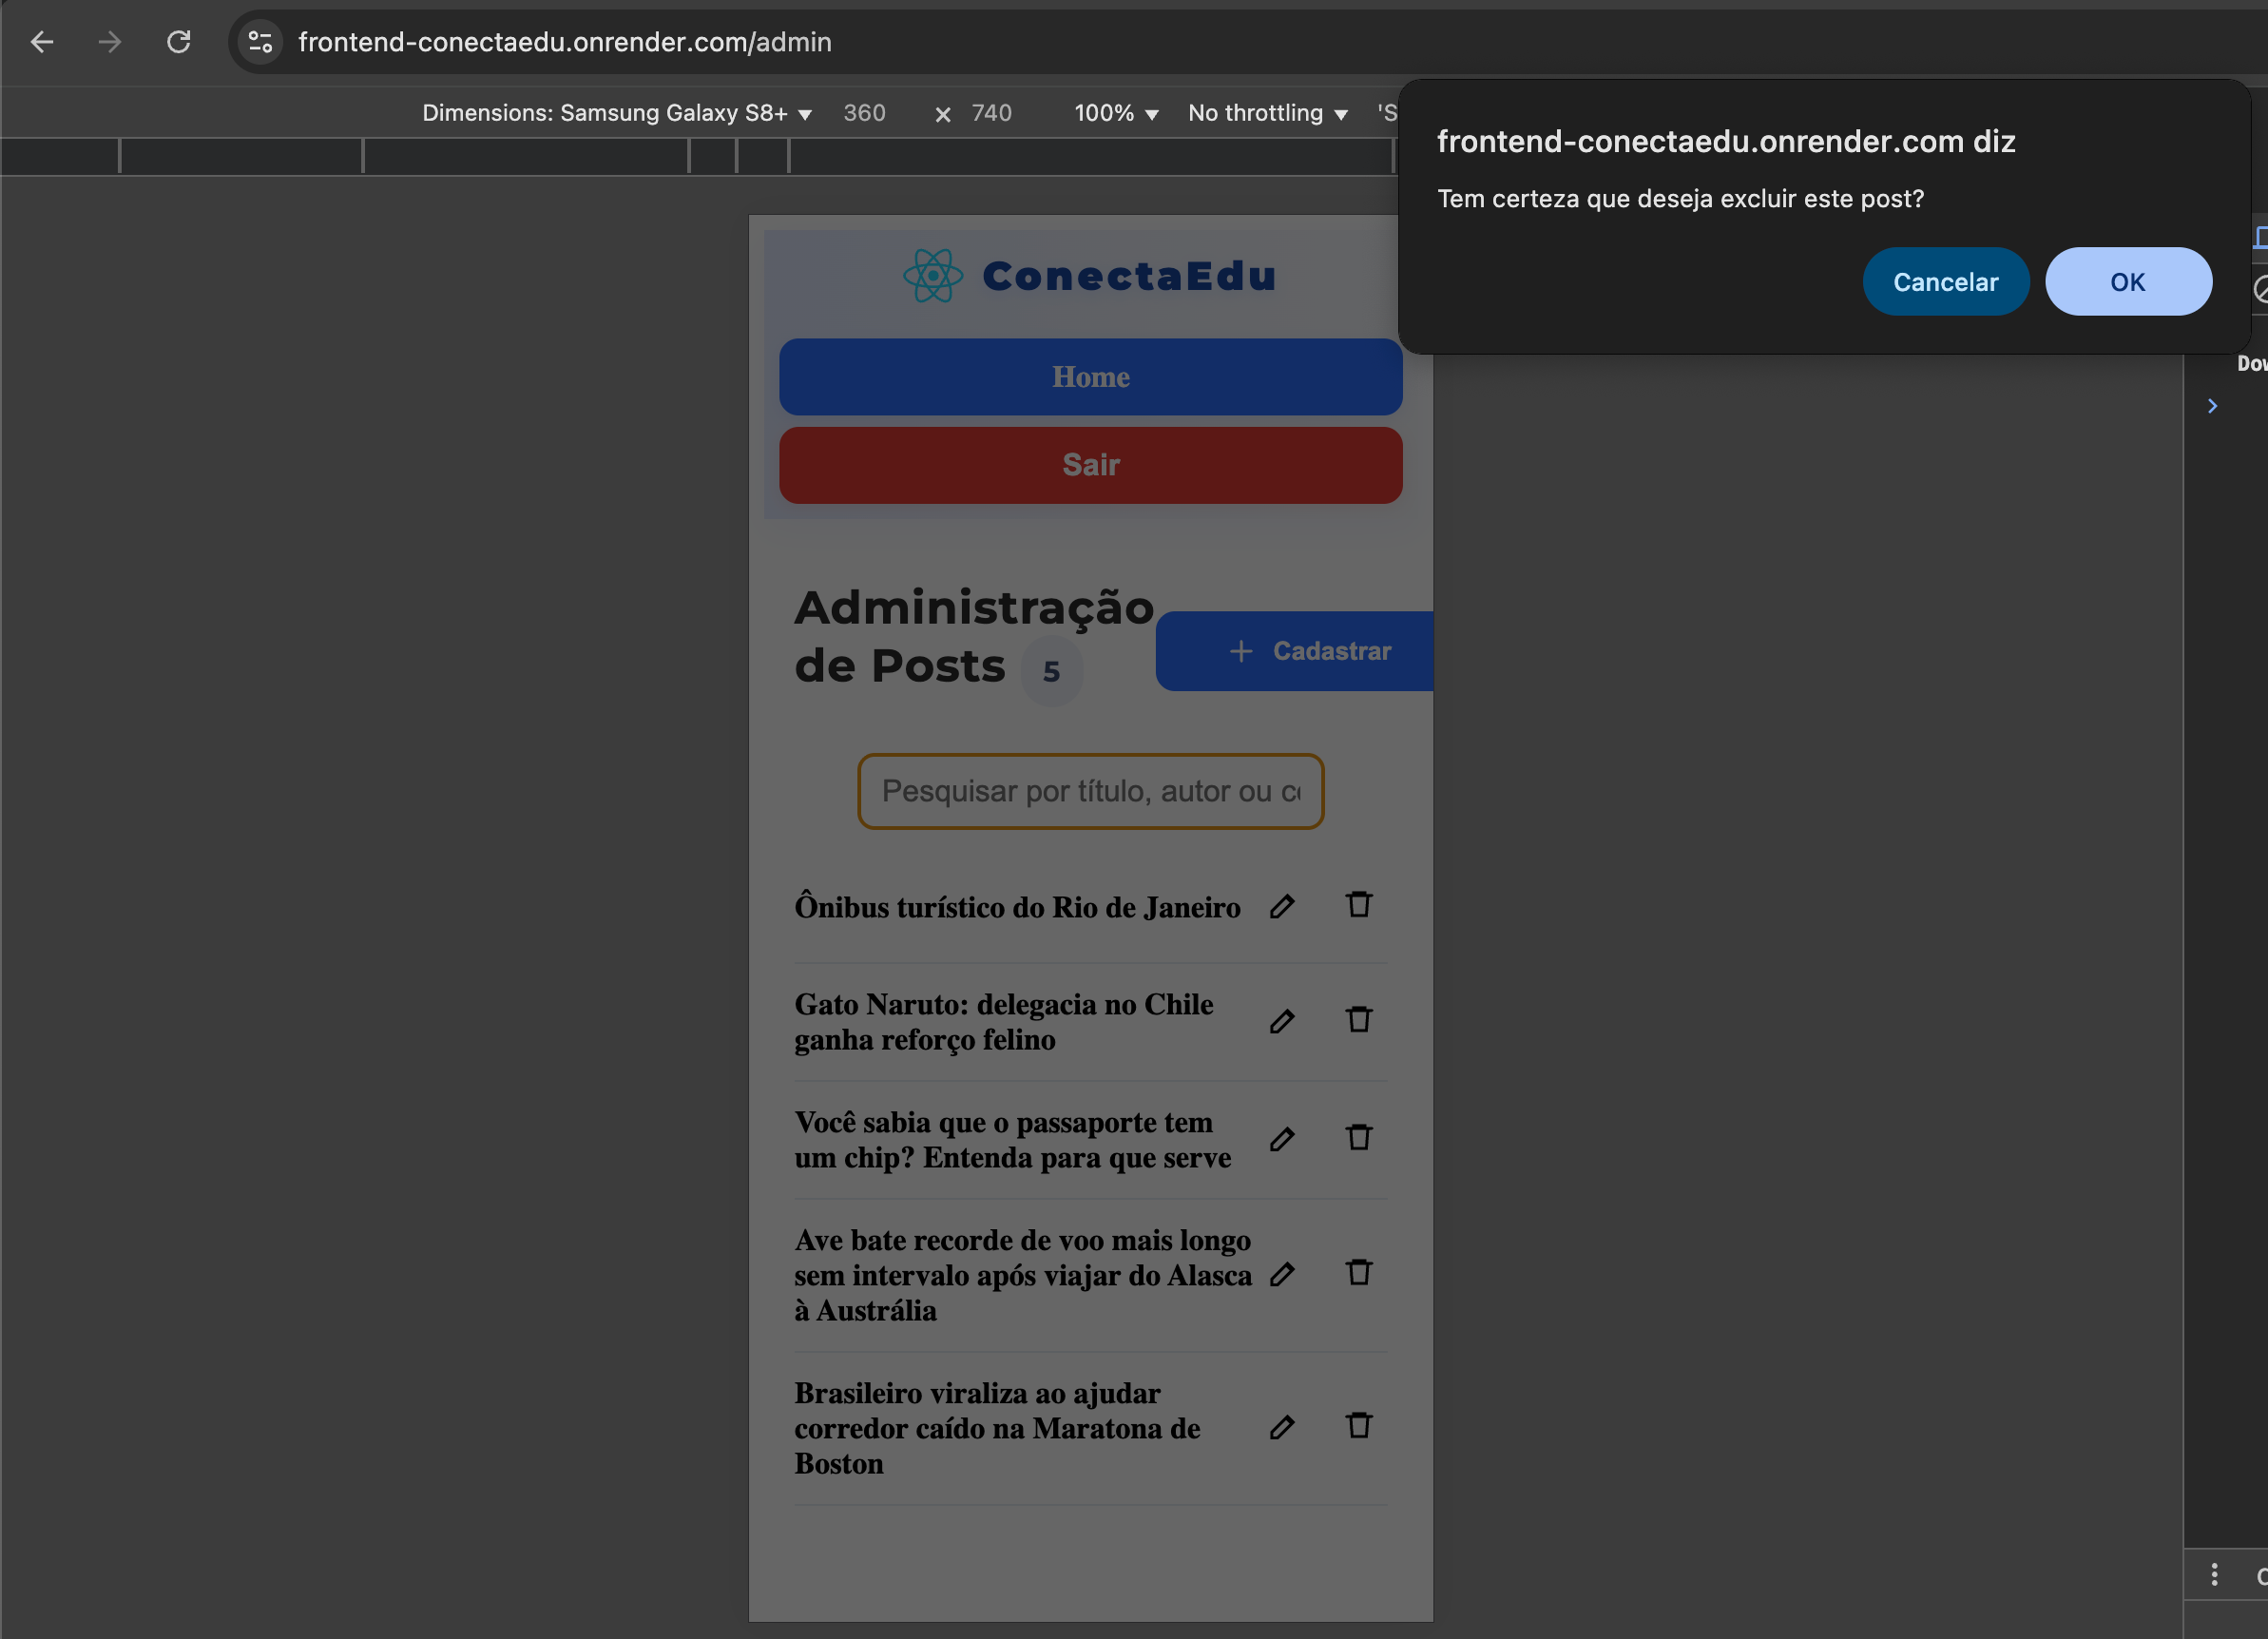 frontend-conectaedu.onrender.com/admin
Dimensions: Samsung Galaxy S8+ 360 × 740 100% No throttling 'S
frontend-conectaedu.onrender.com diz
Tem certeza que deseja excluir este post?
Cancelar OK
ConectaEdu
Home
Sair
Administração
de Posts 5
+ Cadastrar
Pesquisar por título, autor ou c
Ônibus turístico do Rio de Janeiro
Gato Naruto: delegacia no Chile
ganha reforço felino
Você sabia que o passaporte tem
um chip? Entenda para que serve
Ave bate recorde de voo mais longo
sem intervalo após viajar do Alasca
à Austrália
Brasileiro viraliza ao ajudar
corredor caído na Maratona de
Boston